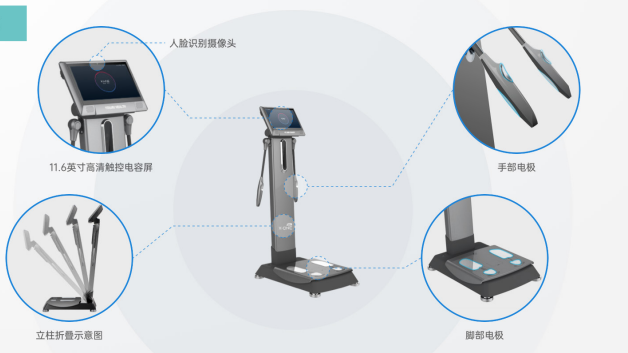 人脸识别摄像头
11.6英寸高清触控电容屏
手部电极
立柱折叠示意图
脚部电极